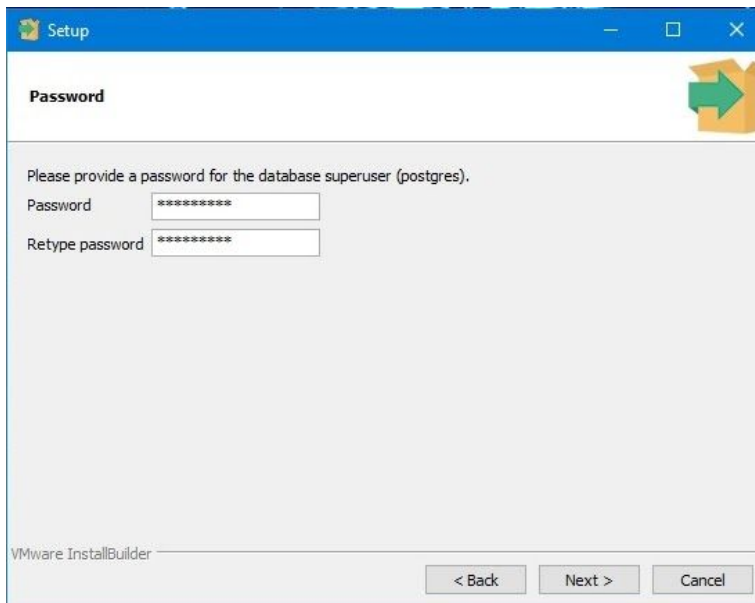 Setup
Password
Please provide a password for the database superuser (postgres).
Password *********
Retype password *********
VMware InstallBuilder
< Back Next > Cancel